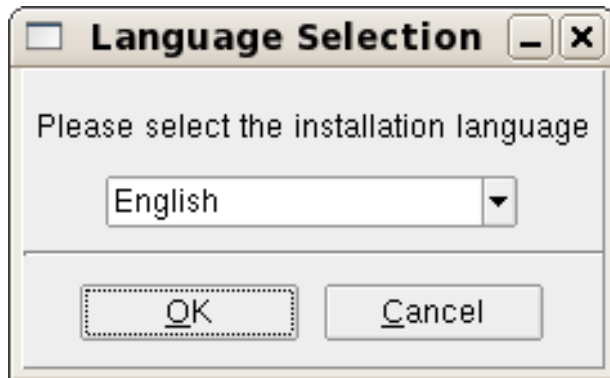 Language Selection
Please select the installation language
English
OK
Cancel